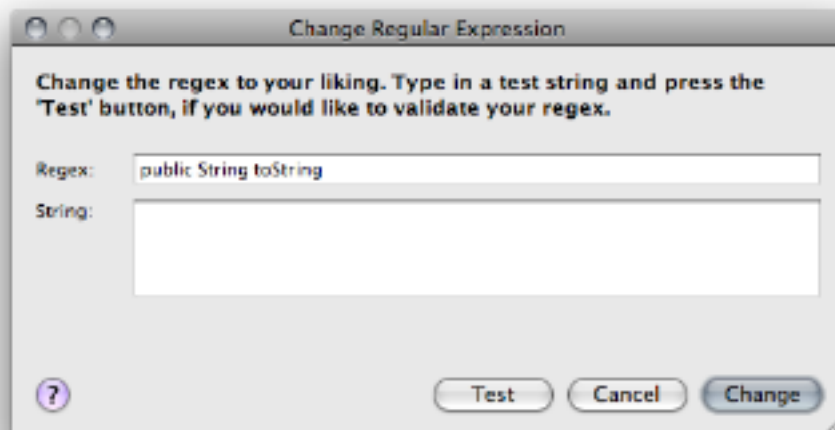 Change Regular Expression
Change the regex to your liking. Type in a test string and press the
'Test' button, if you would like to validate your regex.
Regex: public String toString
String:
? Test Cancel Change